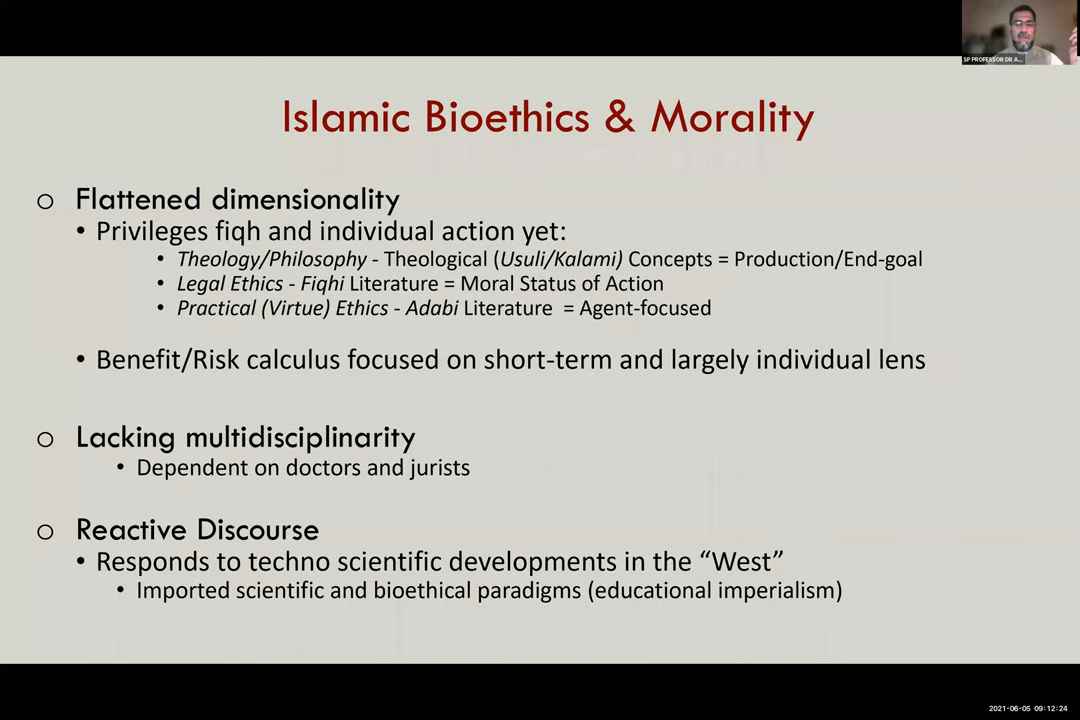 SP PROFESSOR DR A...
Islamic Bioethics & Morality
o Flattened dimensionality
• Privileges fiqh and individual action yet:
• Theology/Philosophy - Theological (Usuli/Kalami) Concepts = Production/End-goal
• Legal Ethics - Fiqhi Literature = Moral Status of Action
• Practical (Virtue) Ethics - Adabi Literature = Agent-focused
• Benefit/Risk calculus focused on short-term and largely individual lens
o Lacking multidisciplinarity
• Dependent on doctors and jurists
o Reactive Discourse
• Responds to techno scientific developments in the “West”
• Imported scientific and bioethical paradigms (educational imperialism)
2021-06-05 09:12:24